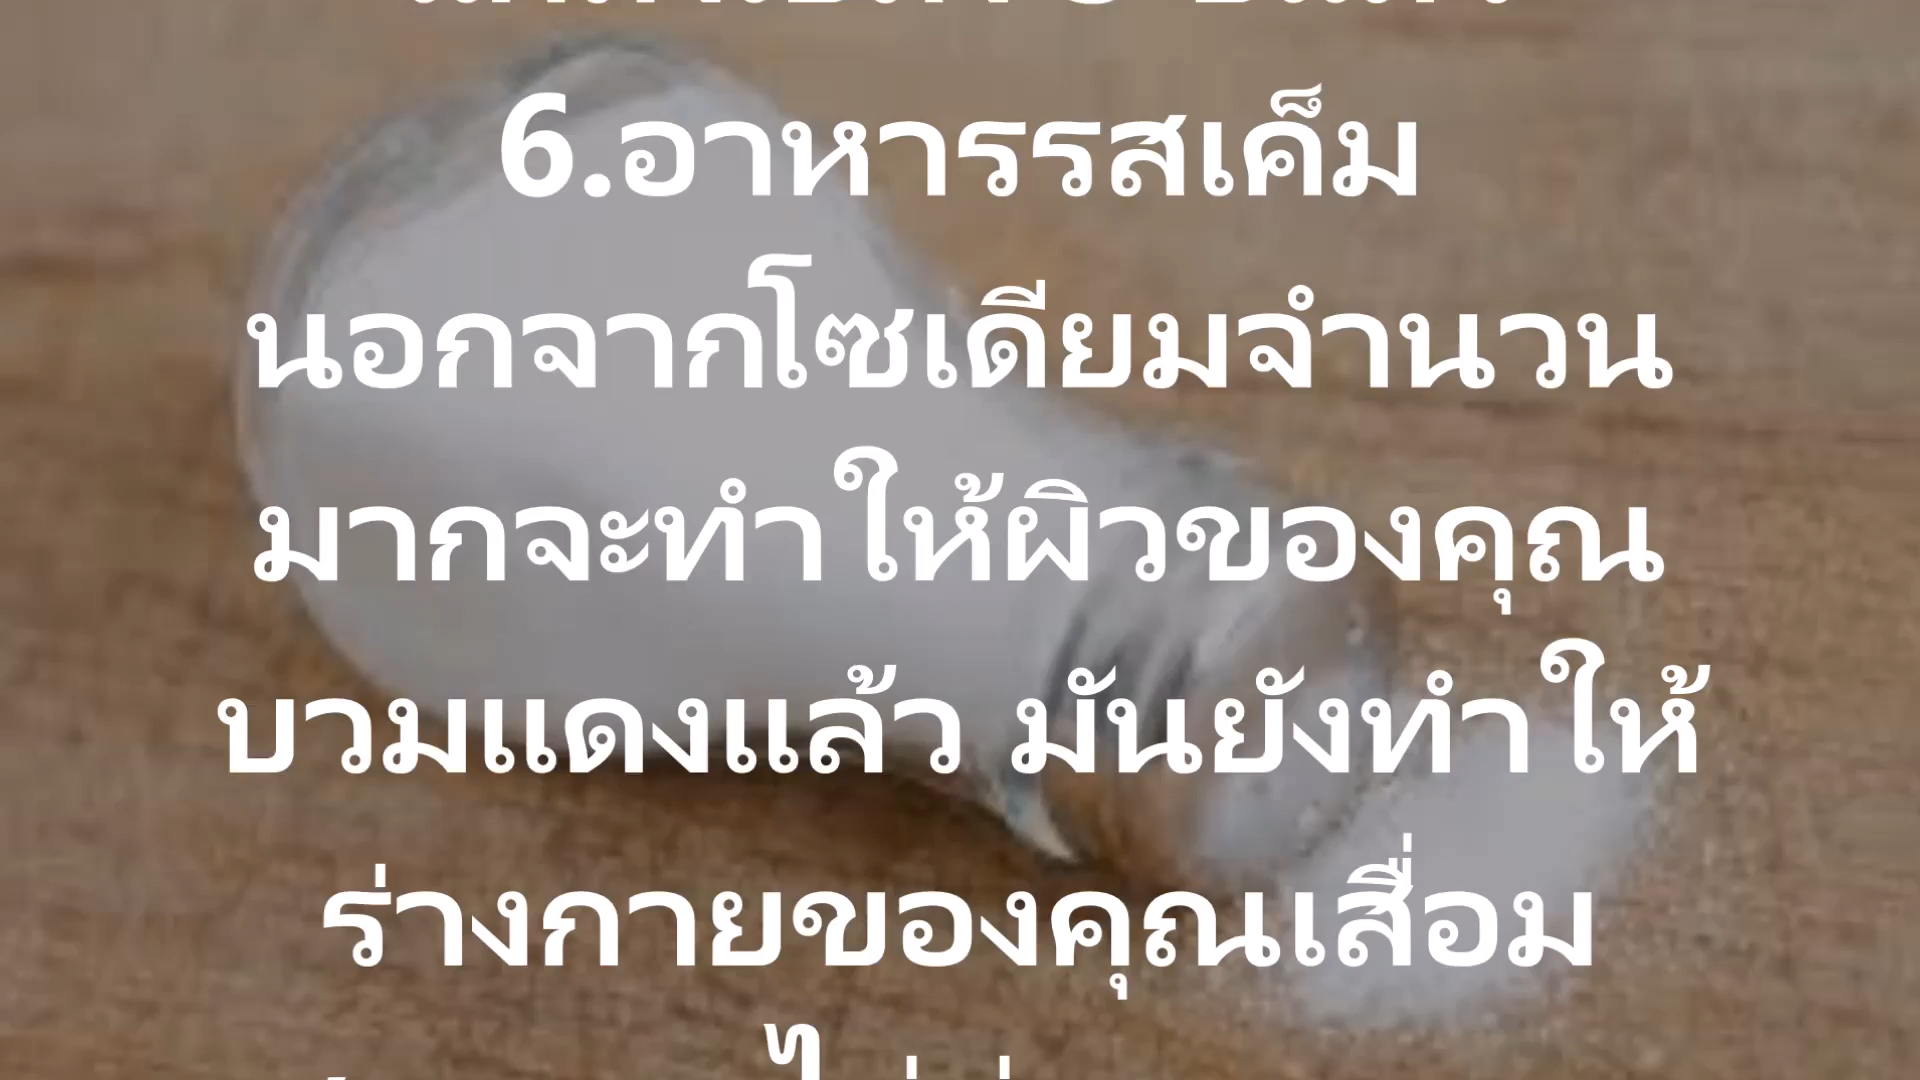 6.อาหารรสเค็ม
นอกจากโซเดียมจำนวน
มากจะทำให้ผิวของคุณ
บวมแดงแล้ว มันยังทำให้
ร่างกายของคุณเสื่อม